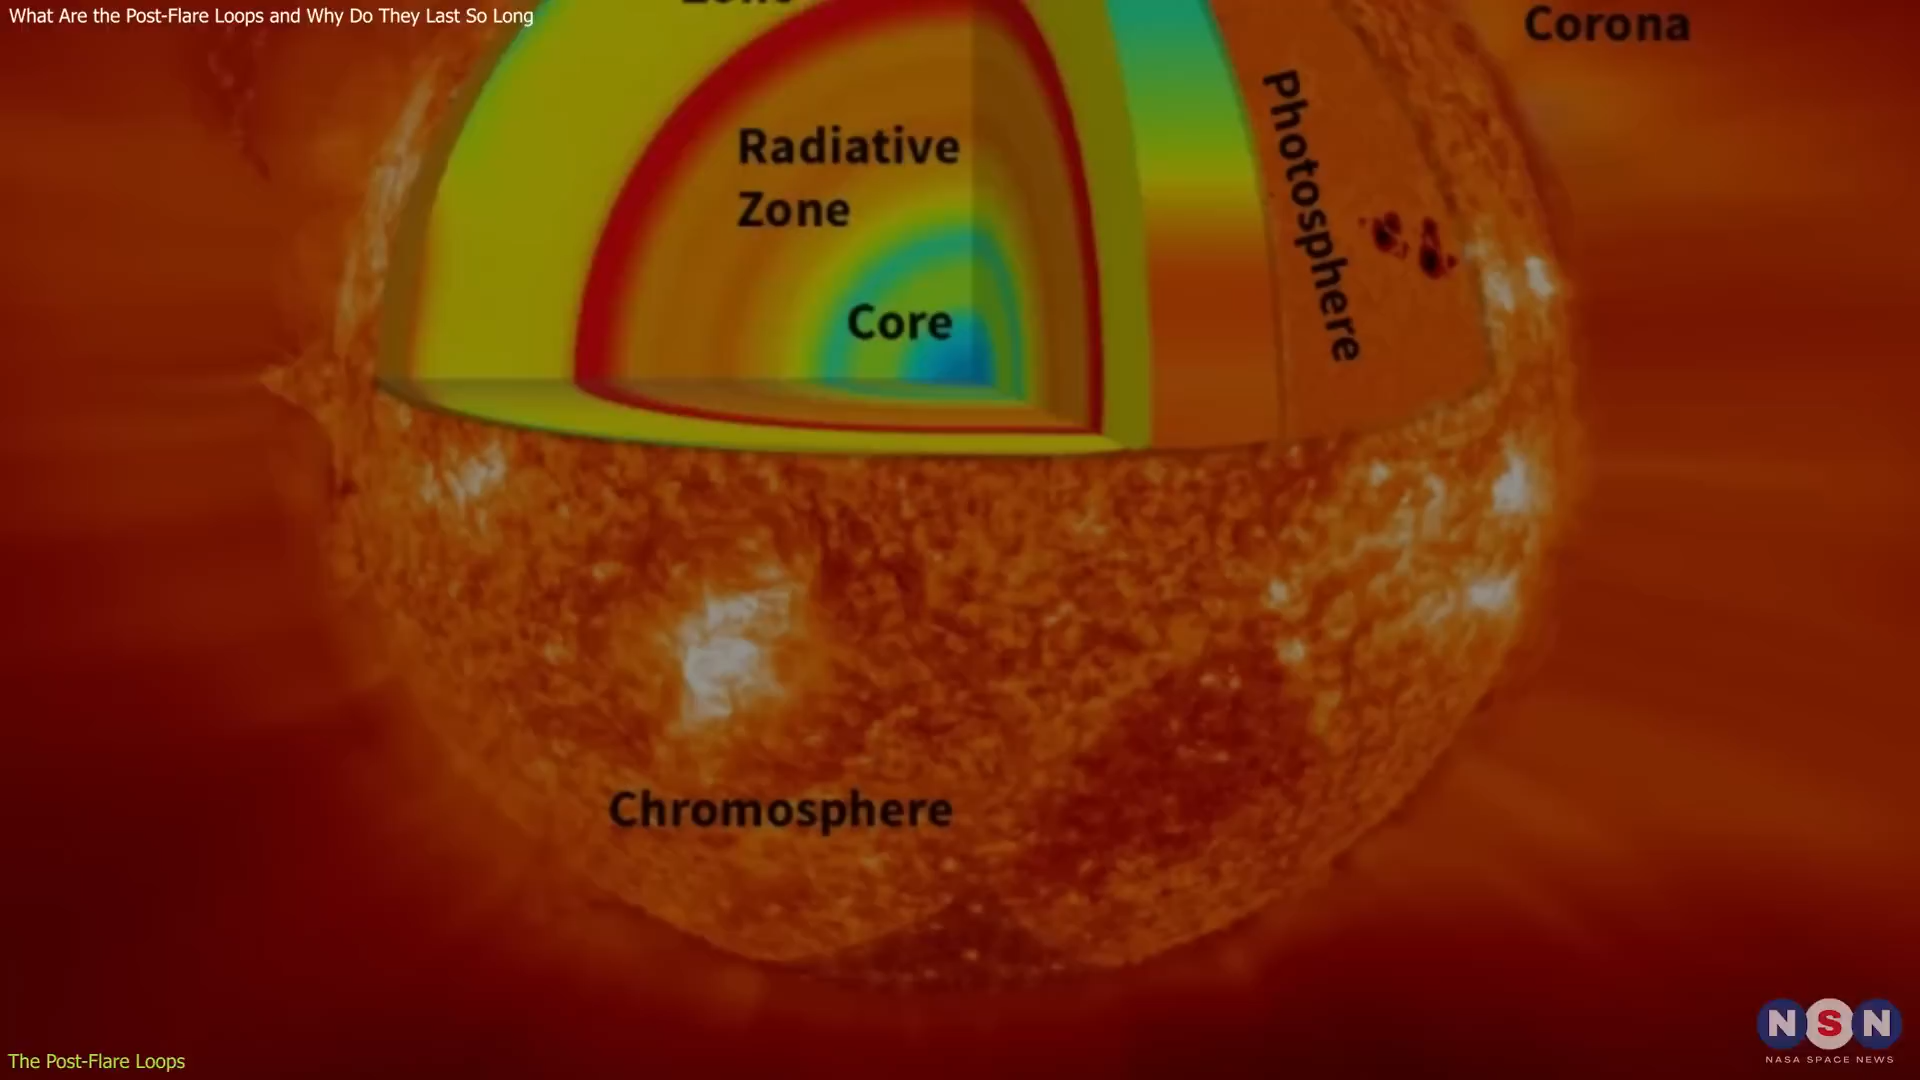 What Are the Post-Flare Loops and Why Do They Last So Long
Zone
Corona
Radiative
Zone
Photosphere
Core
Chromosphere
NSN
NASA SPACE NEWS
The Post-Flare Loops